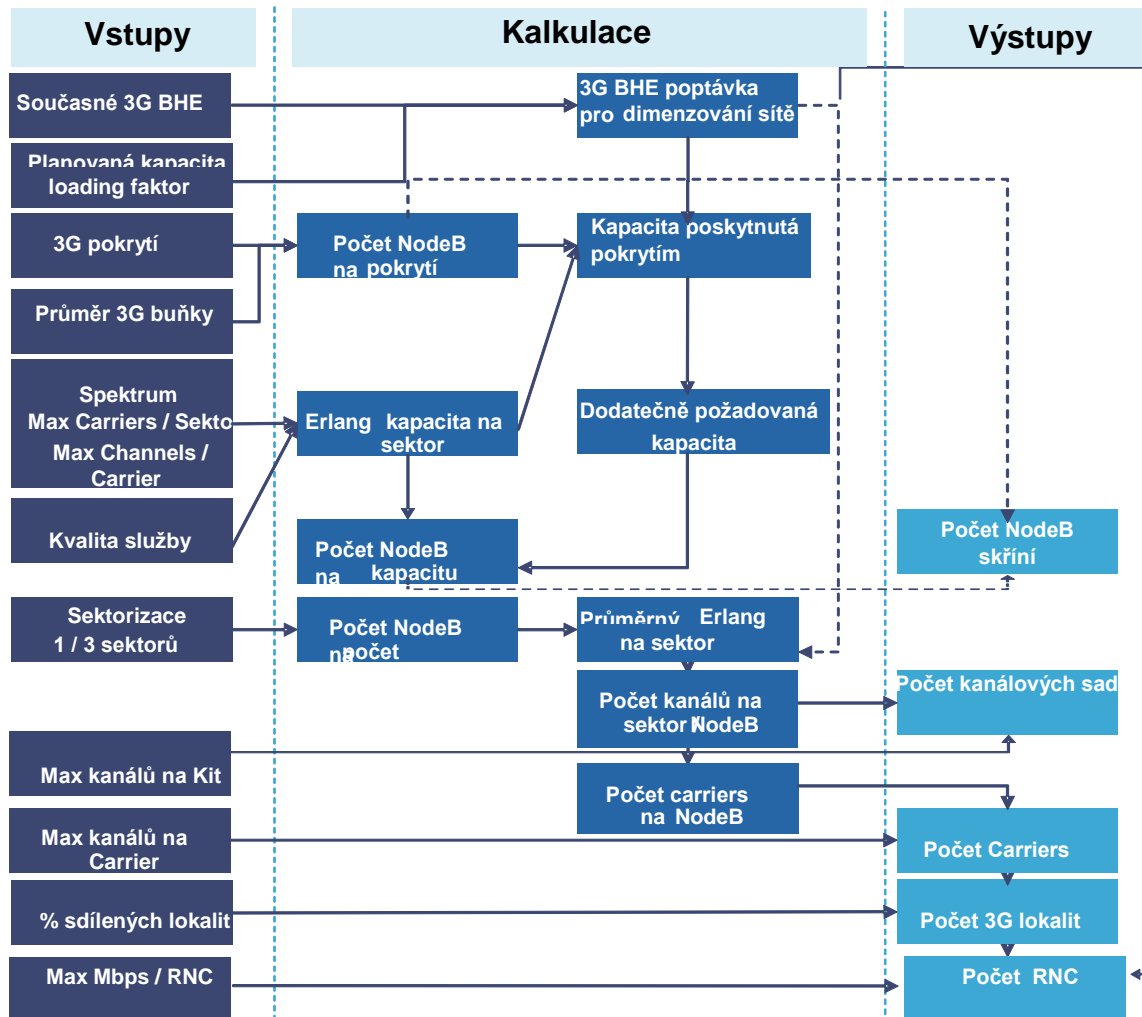 Vstupy
Kalkulace
Výstupy
Současné 3G BHE
3G BHE poptávka
pro dimenzování sítě
Planovaná kapacita
loading faktor
3G pokrytí
Počet NodeB
na pokrytí
Kapacita poskytnutá
pokrytím
Průměr 3G buňky
Spektrum
Max Carriers / Sekto
Max Channels /
Carrier
Erlang kapacita na
sektor
Dodatečně požadovaná
kapacita
Kvalita služby
Počet NodeB
na kapacitu
Počet NodeB
skříní
Sektorizace
1 / 3 sektorů
Počet NodeB
na počet
Průměrný Erlang
na sektor
Počet kanálů na
sektor NodeB
Počet kanálových sad
Max kanálů na Kit
Počet carriers
na NodeB
Max kanálů na
Carrier
Počet Carriers
% sdílených lokalit
Počet 3G lokalit
Max Mbps / RNC
Počet RNC